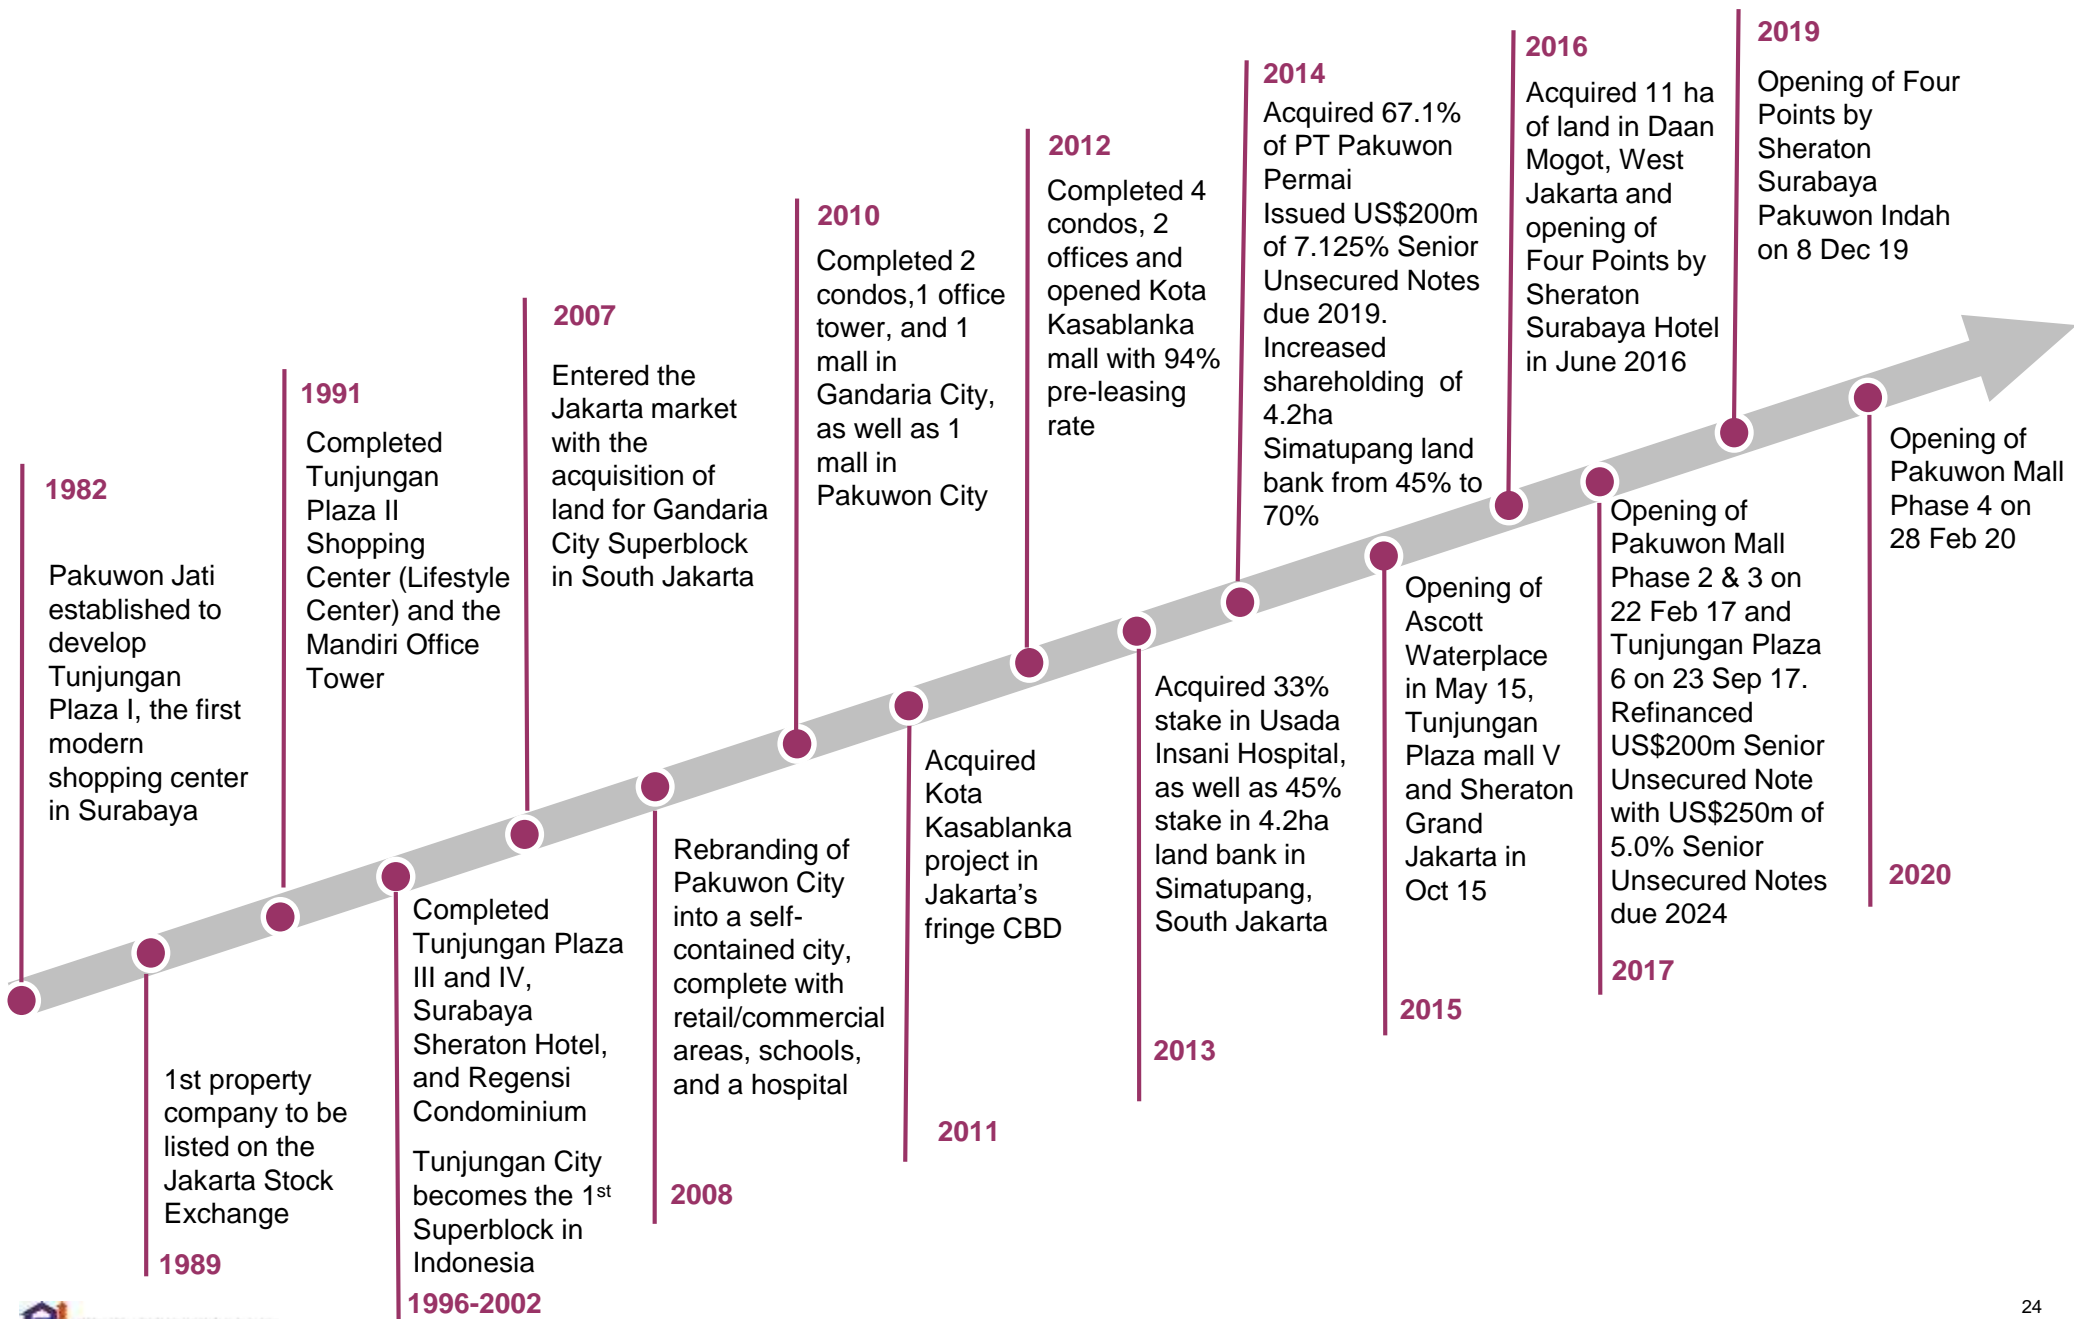 1982
Pakuwon Jati
established to
develop
Tunjungan
Plaza I, the first
modern
shopping center
in Surabaya
1st property
company to be
listed on the
Jakarta Stock
Exchange
1989
1991
Completed
Tunjungan
Plaza II
Shopping
Center (Lifestyle
Center) and the
Mandiri Office
Tower
Completed
Tunjungan Plaza
III and IV,
Surabaya
Sheraton Hotel,
and Regensi
Condominium
Tunjungan City
becomes the 1st
Superblock in
Indonesia
1996-2002
2007
Entered the
Jakarta market
with the
acquisition of
land for Gandaria
City Superblock
in South Jakarta
Rebranding of
Pakuwon City
into a self-
contained city,
complete with
retail/commercial
areas, schools,
and a hospital
2008
2010
Completed 2
condos,1 office
tower, and 1
mall in
Gandaria City,
as well as 1
mall in
Pakuwon City
Acquired
Kota
Kasablanka
project in
Jakarta’s
fringe CBD
2011
2012
Completed 4
condos, 2
offices and
opened Kota
Kasablanka
mall with 94%
pre-leasing
rate
Acquired 33%
stake in Usada
Insani Hospital,
as well as 45%
stake in 4.2ha
land bank in
Simatupang,
South Jakarta
2013
2014
Acquired 67.1%
of PT Pakuwon
Permai
Issued US$200m
of 7.125% Senior
Unsecured Notes
due 2019.
Increased
shareholding of
4.2ha
Simatupang land
bank from 45% to
70%
Opening of
Ascott
Waterplace
in May 15,
Tunjungan
Plaza mall V
and Sheraton
Grand
Jakarta in
Oct 15
2015
2016
Acquired 11 ha
of land in Daan
Mogot, West
Jakarta and
opening of
Four Points by
Sheraton
Surabaya Hotel
in June 2016
Opening of
Pakuwon Mall
Phase 2 & 3 on
22 Feb 17 and
Tunjungan Plaza
6 on 23 Sep 17.
Refinanced
US$200m Senior
Unsecured Note
with US$250m of
5.0% Senior
Unsecured Notes
due 2024
2017
2019
Opening of Four
Points by
Sheraton
Surabaya
Pakuwon Indah
on 8 Dec 19
Opening of
Pakuwon Mall
Phase 4 on
28 Feb 20
2020
24